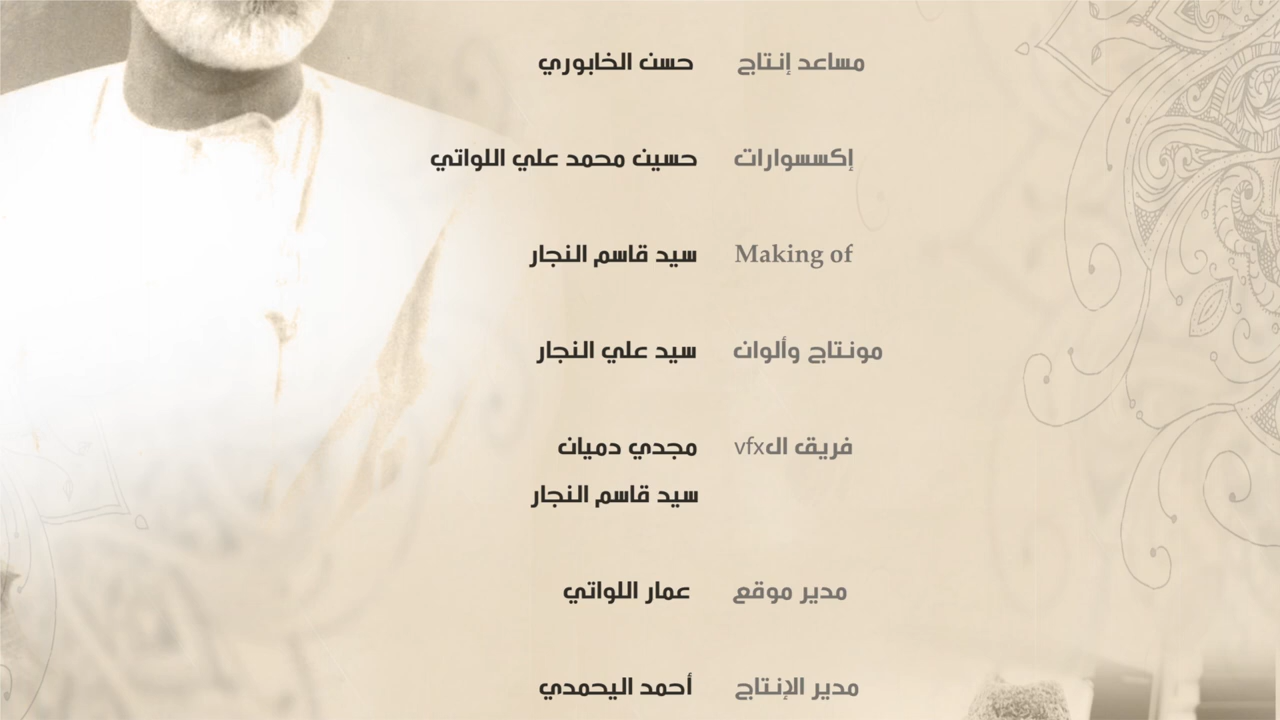 مساعد إنتاج حسن الخابوري
إكسسوارات حسين محمد علي اللواتي
Making of سيد قاسم النجار
مونتاج وألوان سيد علي النجار
فريق الvfx مجدي دميان
سيد قاسم النجار
مدير موقع عمار اللواتي
مدير الإنتاج أحمد اليحمدي